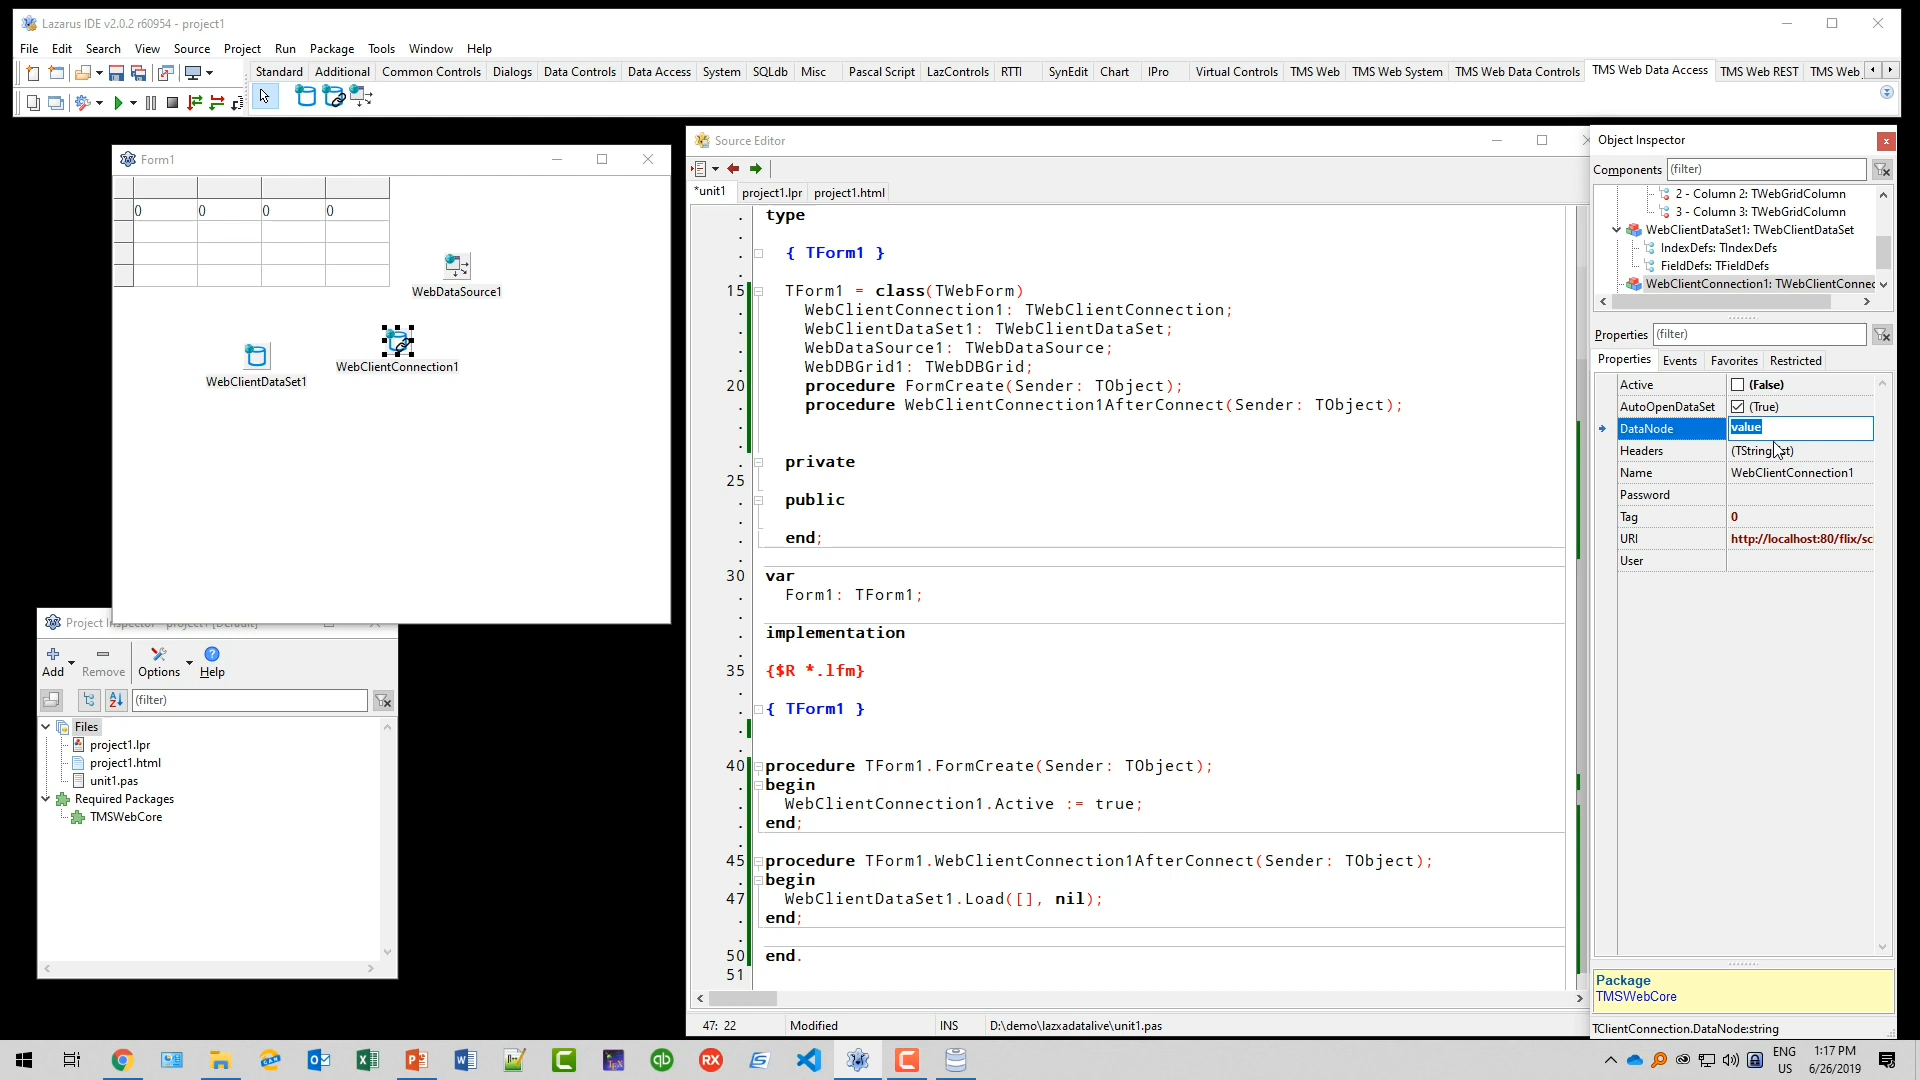 Lazarus IDE v2.0.2 r60954 - project1
File Edit Search View Source Project Run Package Tools Window Help
Standard Additional Common Controls Dialogs Data Controls Data Access System SQLdb Misc Pascal Script LazControls RTTI SynEdit Chart IPro Virtual Controls TMS Web TMS Web System TMS Web Data Controls TMS Web Data Access TMS Web REST TMS Web
Form1
0 0 0 0
WebDataSource1
WebClientDataSet1
WebClientConnection1
Project
Add Remove Options Help
(filter)
Files
project1.lpr
project1.html
unit1.pas
Required Packages
TMSWebCore
Source Editor
*unit1 project1.lpr project1.html
type
{ TForm1 }
15 TForm1 = class(TWebForm)
WebClientConnection1: TWebClientConnection;
WebClientDataSet1: TWebClientDataSet;
WebDataSource1: TWebDataSource;
WebDBGrid1: TWebDBGrid;
20 procedure FormCreate(Sender: TObject);
procedure WebClientConnection1AfterConnect(Sender: TObject);
private
25
public
end;
30 var
Form1: TForm1;
implementation
35 {$R *.lfm}
{ TForm1 }
40 procedure TForm1.FormCreate(Sender: TObject);
begin
WebClientConnection1.Active := true;
end;
45 procedure TForm1.WebClientConnection1AfterConnect(Sender: TObject);
begin
47 WebClientDataSet1.Load([], nil);
end;
50 end.
51
47: 22 Modified INS D:\demo\lazxadatalive\unit1.pas
Object Inspector
Components (filter)
2 - Column 2: TWebGridColumn
3 - Column 3: TWebGridColumn
WebClientDataSet1: TWebClientDataSet
IndexDefs: TIndexDefs
FieldDefs: TFieldDefs
WebClientConnection1: TWebClientConnec
Properties (filter)
Properties Events Favorites Restricted
Active (False)
AutoOpenDataSet (True)
DataNode value
Headers
Name WebClientConnection1
Password
Tag 0
URI http://localhost:80/flix/sc
User
Package
TMSWebCore
TClientConnection.DataNode:string
ENG
US
1:17 PM
6/26/2019